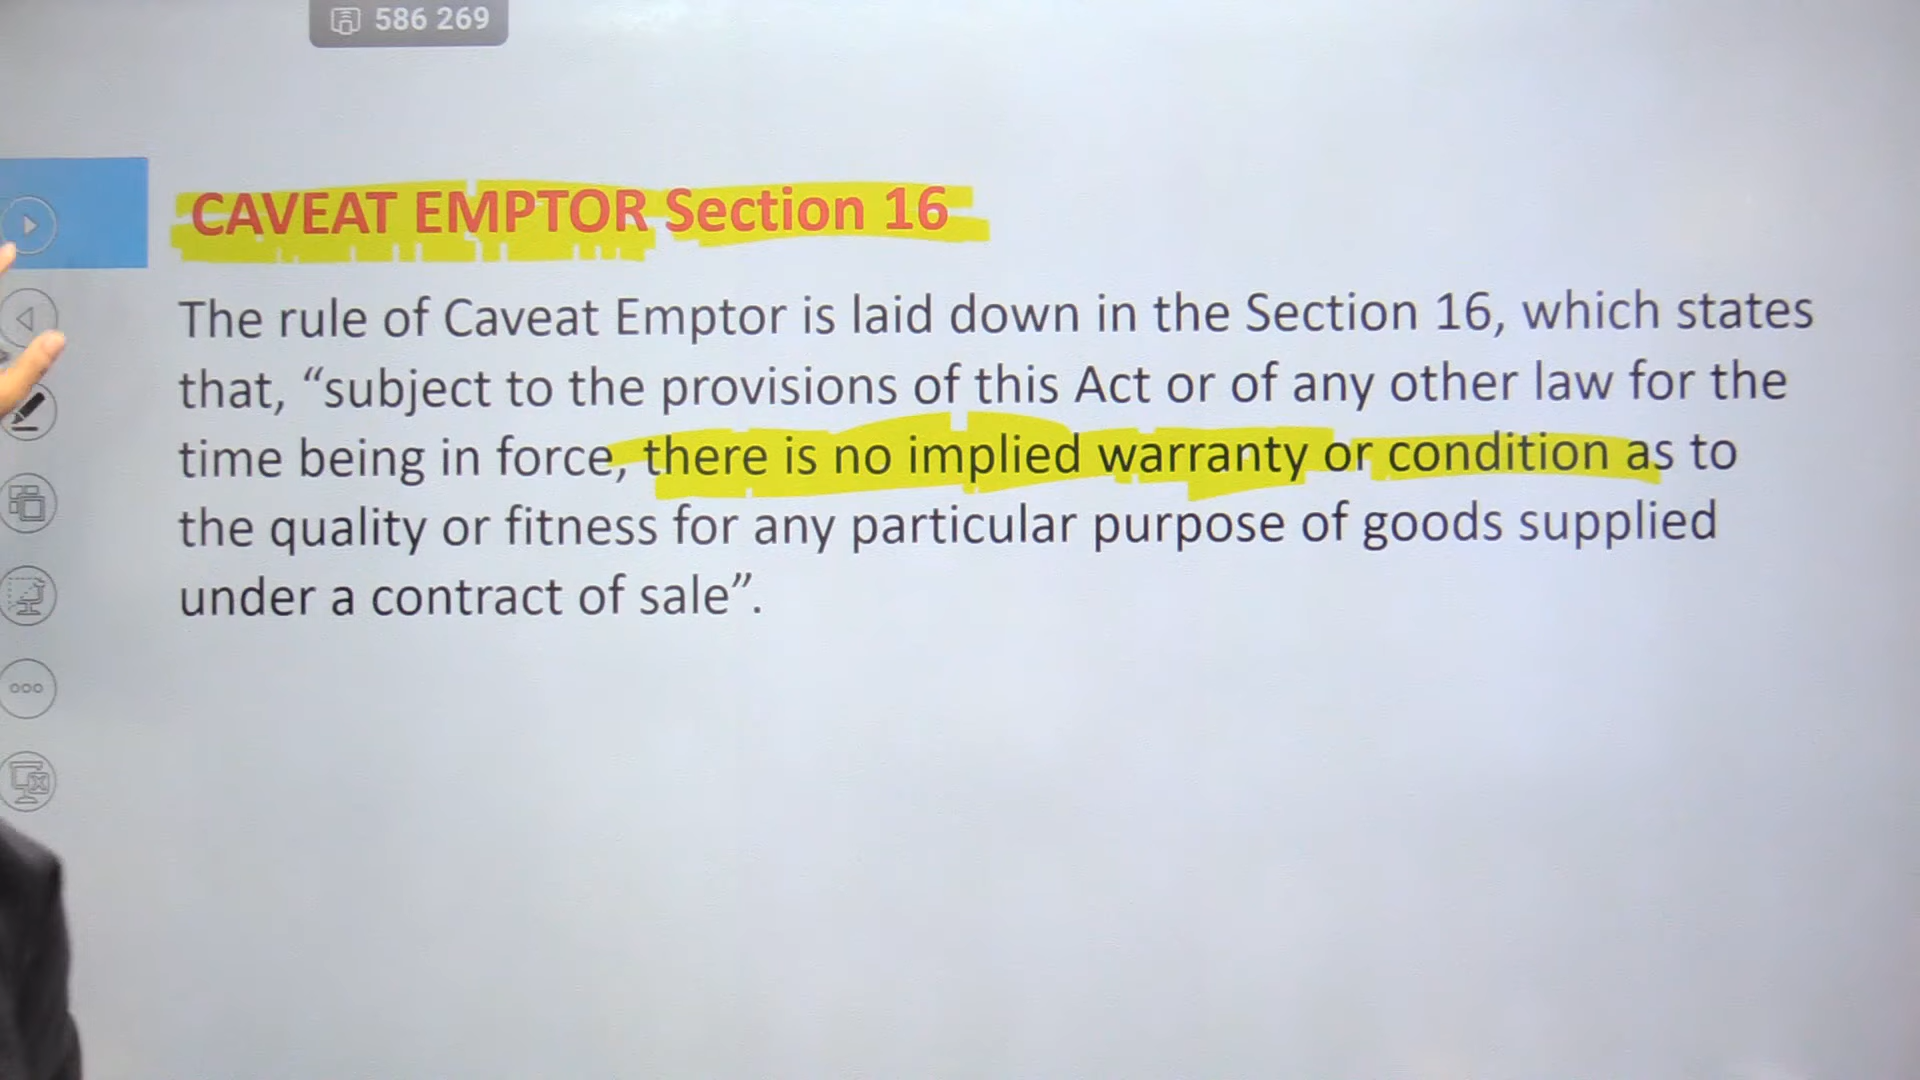 586 269
CAVEAT EMPTOR Section 16
The rule of Caveat Emptor is laid down in the Section 16, which states
that, “subject to the provisions of this Act or of any other law for the
time being in force, there is no implied warranty or condition as to
the quality or fitness for any particular purpose of goods supplied
under a contract of sale”.